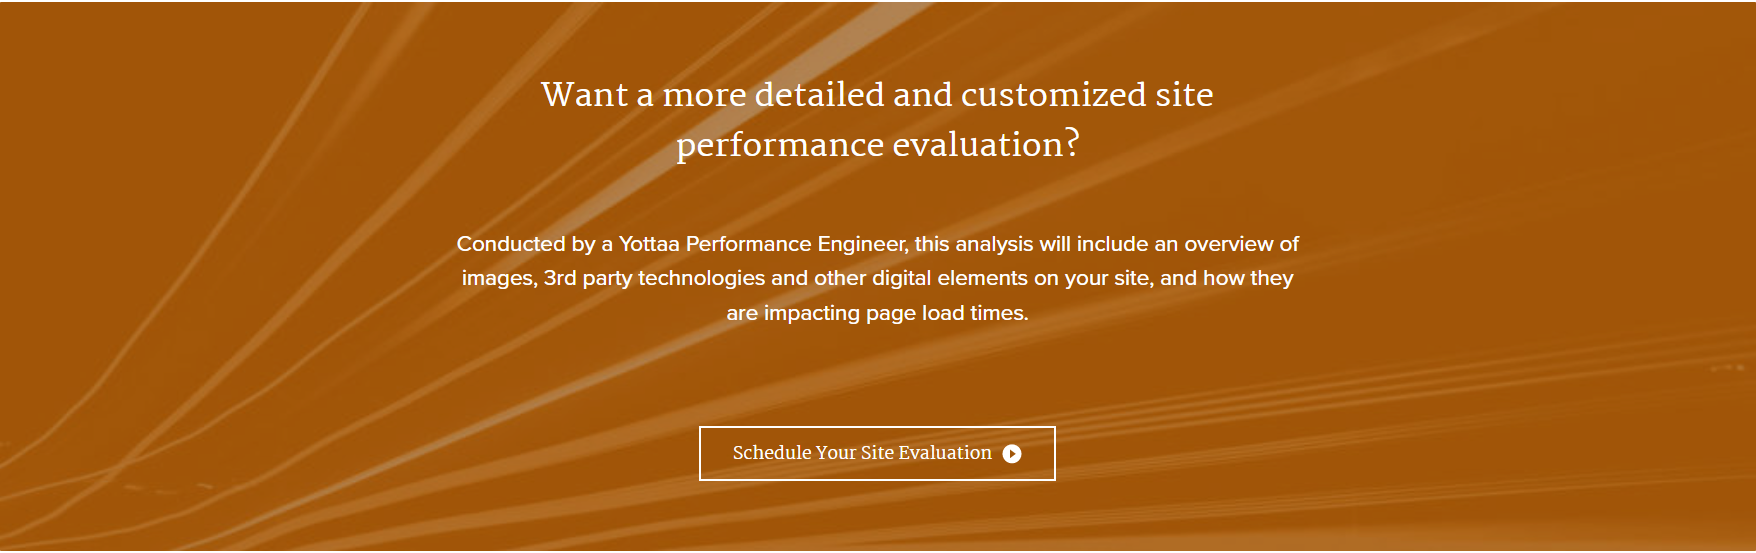 Want a more detailed and customized site
performance evaluation?
Conducted by a Yottaa Performance Engineer, this analysis will include an overview of
images, 3rd party technologies and other digital elements on your site, and how they
are impacting page load times.
Schedule Your Site Evaluation